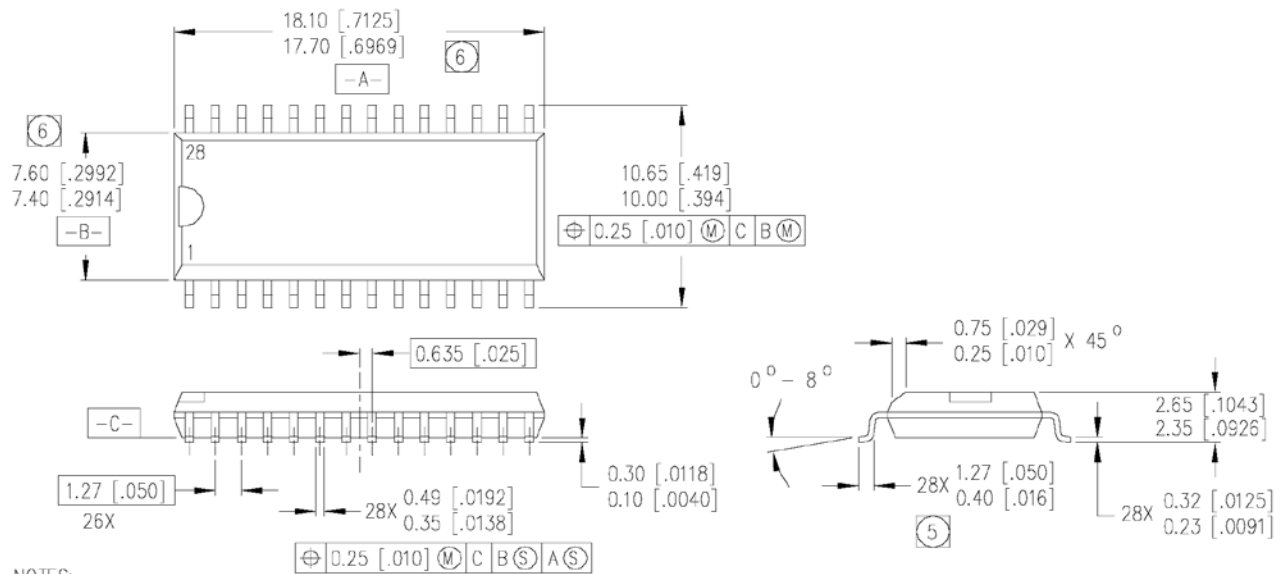 18.10 [.7125]
17.70 [.6969]
6
-A-
6
7.60 [.2992]
7.40 [.2914]
-B-
28
1
10.65 [.419]
10.00 [.394]
⌖ 0.25 [.010] Ⓜ C B Ⓜ
0.635 [.025]
-C-
1.27 [.050]
26X
28X 0.49 [.0192]
0.35 [.0138]
⌖ 0.25 [.010] Ⓜ C B Ⓢ A Ⓢ
0.30 [.0118]
0.10 [.0040]
0.75 [.029]
0.25 [.010] X 45°
0° - 8°
2.65 [.1043]
2.35 [.0926]
28X 1.27 [.050]
0.40 [.016]
5
28X 0.32 [.0125]
0.23 [.0091]
NOTES: